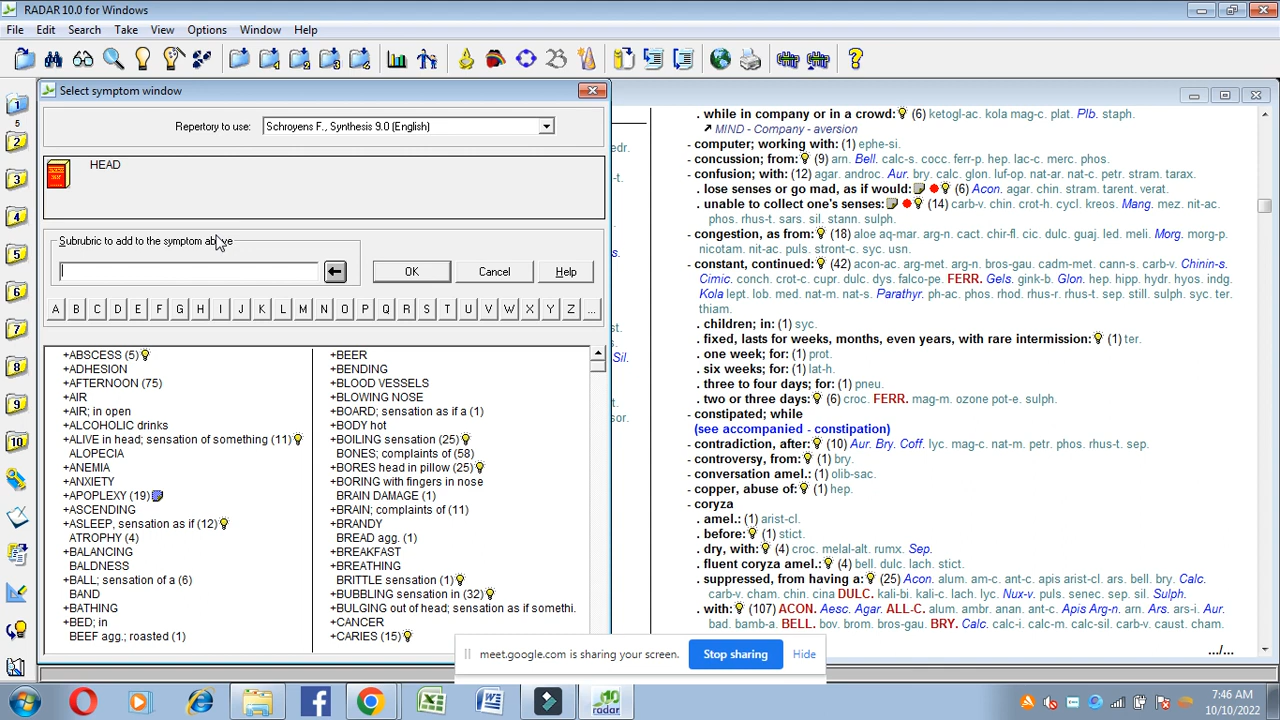 RADAR 10.0 for Windows
File Edit Search Take View Options Window Help
Select symptom window
Repertory to use: Schroyens F., Synthesis 9.0 (English)
HEAD
Subrubric to add to the symptom above
OK Cancel Help
A B C D E F G H I J K L M N O P Q R S T U V W X Y Z ...
+ABSCESS (5)
+ADHESION
+AFTERNOON (75)
+AIR
+AIR; in open
+ALCOHOLIC drinks
+ALIVE in head; sensation of something (11)
ALOPECIA
+ANEMIA
+ANXIETY
+APOPLEXY (19)
+ASCENDING
+ASLEEP, sensation as if (12)
ATROPHY (4)
+BALANCING
BALDNESS
+BALL; sensation of a (6)
BAND
+BATHING
+BED; in
BEEF agg.; roasted (1)
+BEER
+BENDING
+BLOOD VESSELS
+BLOWING NOSE
+BOARD; sensation as if a (1)
+BODY hot
+BOILING sensation (25)
BONES; complaints of (58)
+BORES head in pillow (25)
+BORING with fingers in nose
BRAIN DAMAGE (1)
+BRAIN; complaints of (11)
+BRANDY
BREAD agg. (1)
+BREAKFAST
+BREATHING
BRITTLE sensation (1)
+BUBBLING sensation in (32)
+BULGING out of head; sensation as if somethi.
+CANCER
+CARIES (15)
edr.
-t.
s.
Sil.
t.
sor.
. while in company or in a crowd: (6) ketogl-ac. kola mag-c. plat. Plb. staph.
MIND - Company - aversion
- computer; working with: (1) ephe-si.
- concussion; from: (9) arn. Bell. calc-s. cocc. ferr-p. hep. lac-c. merc. phos.
- confusion; with: (12) agar. androc. Aur. bry. calc. glon. luf-op. nat-ar. nat-c. petr. stram. tarax.
. lose senses or go mad, as if would: (6) Acon. agar. chin. stram. tarent. verat.
. unable to collect one's senses: (14) carb-v. chin. crot-h. cycl. kreos. Mang. mez. nit-ac.
phos. rhus-t. sars. sil. stann. sulph.
- congestion, as from: (18) aloe aq-mar. arg-n. cact. chir-fl. cic. dulc. guaj. led. meli. Morg. morg-p.
nicotam. nit-ac. puls. stront-c. syc. usn.
- constant, continued: (42) acon-ac. arg-met. arg-n. bros-gau. cadm-met. cann-s. carb-v. Chinin-s.
Cimic. conch. crot-c. cupr. dulc. dys. falco-pe. FERR. Gels. gink-b. Glon. hep. hipp. hydr. hyos. indg.
Kola lept. lob. med. nat-m. nat-s. Parathyr. ph-ac. phos. rhod. rhus-r. rhus-t. sep. still. sulph. syc. ter.
thiam.
. children; in: (1) syc.
. fixed, lasts for weeks, months, even years, with rare intermission: (1) ter.
. one week; for: (1) prot.
. six weeks; for: (1) lat-h.
. three to four days; for: (1) pneu.
. two or three days: (6) croc. FERR. mag-m. ozone pot-e. sulph.
- constipated; while
(see accompanied - constipation)
- contradiction, after: (10) Aur. Bry. Coff. lyc. mag-c. nat-m. petr. phos. rhus-t. sep.
- controversy, from: (1) bry.
- conversation amel.: (1) olib-sac.
- copper, abuse of: (1) hep.
- coryza
. amel.: (1) arist-cl.
. before: (1) stict.
. dry, with: (4) croc. melal-alt. rumx. Sep.
. fluent coryza amel.: (4) bell. dulc. lach. stict.
. suppressed, from having a: (25) Acon. alum. am-c. ant-c. apis arist-cl. ars. bell. bry. Calc.
carb-v. cham. chin. cina DULC. kali-bi. kali-c. lach. lyc. Nux-v. puls. senec. sep. sil. Sulph.
. with: (107) ACON. Aesc. Agar. ALL-C. alum. ambr. anan. ant-c. Apis Arg-n. arn. Ars. ars-i. Aur.
bad. bamb-a. BELL. bov. brom. bros-gau. BRY. Calc. calc-i. calc-m. calc-sil. carb-v. caust. cham.
.../...
meet.google.com is sharing your screen. Stop sharing Hide
1
5
2
3
4
5
6
7
8
9
10
10
radar
7:46 AM
10/10/2022